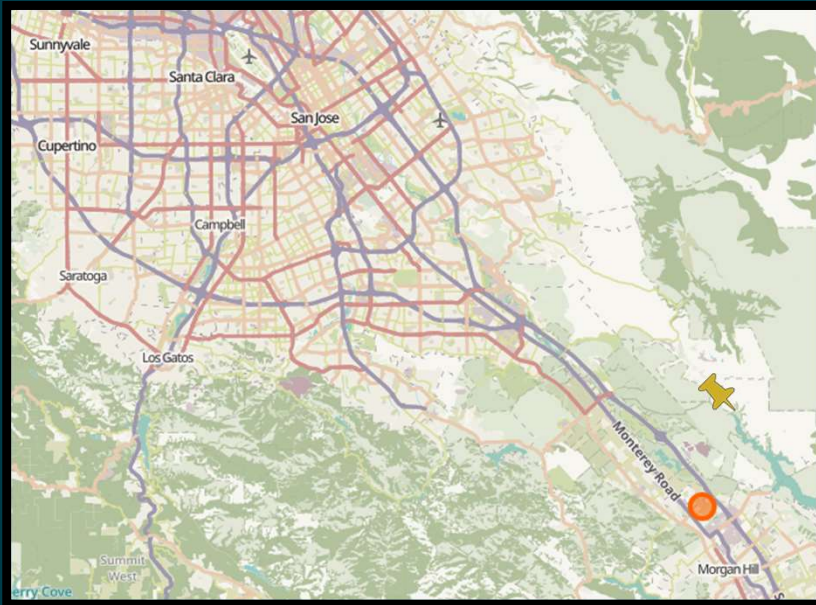 Sunnyvale
Santa Clara
San Jose
Cupertino
Campbell
Saratoga
Los Gatos
Monterey Road
Morgan Hill
Summit
West
erry Cove
S